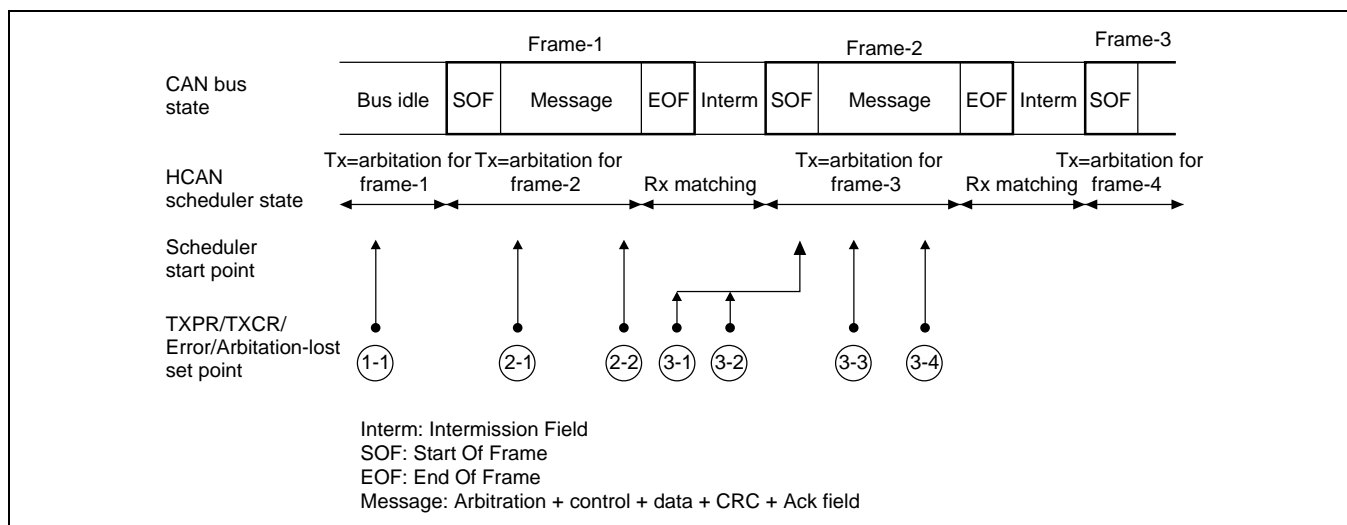 Frame-1
Frame-2
Frame-3
CAN bus
state
Bus idle
SOF
Message
EOF
Interm
SOF
Message
EOF
Interm
SOF
HCAN
scheduler state
Tx=arbitation for
frame-1
Tx=arbitation for
frame-2
Rx matching
Tx=arbitation for
frame-3
Rx matching
Tx=arbitation for
frame-4
Scheduler
start point
TXPR/TXCR/
Error/Arbitation-lost
set point
1-1
2-1
2-2
3-1
3-2
3-3
3-4
Interm: Intermission Field
SOF: Start Of Frame
EOF: End Of Frame
Message: Arbitration + control + data + CRC + Ack field